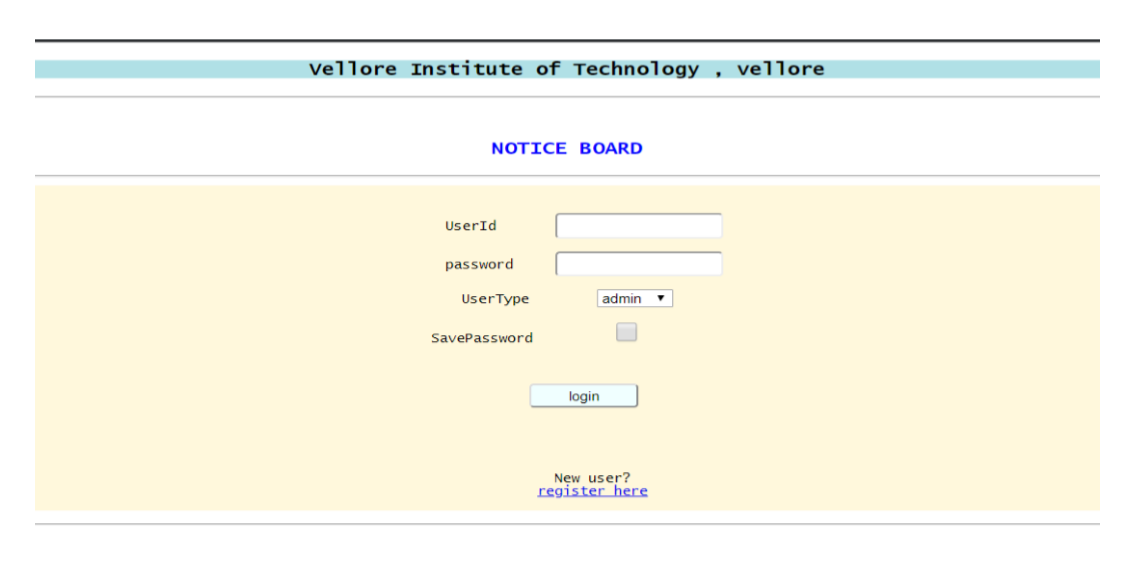 Vellore Institute of Technology , vellore
NOTICE BOARD
UserId
password
UserType admin ▼
SavePassword
login
New user?
register here